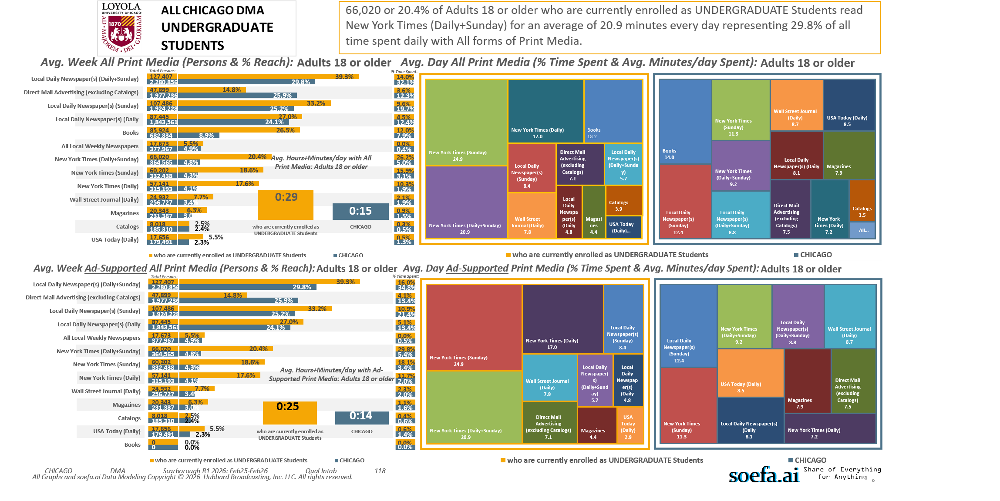 LOYOLA
UNIVERSITY CHICAGO
1870
AD • MAJOREM • DEI • GLORIAM
ALL CHICAGO DMA
UNDERGRADUATE
STUDENTS
66,020 or 20.4% of Adults 18 or older who are currently enrolled as UNDERGRADUATE Students read
New York Times (Daily+Sunday) for an average of 20.9 minutes every day representing 29.8% of all
time spent daily with All forms of Print Media.
Avg. Week All Print Media (Persons & % Reach): Adults 18 or older
Total Persons:
% Time Spent:
Local Daily Newspaper(s) (Daily+Sunday)
127,407 39.3% 14.0%
2,280,856 29.8% 32.1%
Direct Mail Advertising (excluding Catalogs)
47,899 14.8% 3.6%
1,977,236 25.9% 12.3%
Local Daily Newspaper(s) (Sunday)
107,486 33.2% 9.6%
1,924,228 25.2% 19.7%
Local Daily Newspaper(s) (Daily
87,445 27.0% 4.5%
1,843,561 24.1% 12.4%
Books
85,924 26.5% 12.0%
682,834 8.9% 7.9%
All Local Weekly Newspapers
17,673 5.5% 0.0%
377,967 4.9% 0.4%
New York Times (Daily+Sunday)
66,020 20.4% 26.2%
364,565 4.8% 5.0%
New York Times (Sunday)
60,202 18.6% 15.9%
332,438 4.3% 3.1%
New York Times (Daily)
57,141 17.6% 10.3%
315,193 4.1% 1.9%
Wall Street Journal (Daily)
24,932 7.7% 2.1%
256,727 3.4% 1.9%
Magazines
20,343 6.3% 0.9%
231,387 3.0 1.5%
Catalogs
8,018 2.5% 0.3%
185,310 2.4% 0.5%
USA Today (Daily)
17,656 5.5% 0.5%
179,491 2.3% 1.3%
Avg. Hours+Minutes/day with All
Print Media: Adults 18 or older
0:29
0:15
who are currently enrolled as
UNDERGRADUATE Students
CHICAGO
who are currently enrolled as UNDERGRADUATE Students
CHICAGO
Avg. Day All Print Media (% Time Spent & Avg. Minutes/day Spent): Adults 18 or older
New York Times (Sunday)
24.9
New York Times (Daily+Sunday)
20.9
New York Times (Daily)
17.0
Books
13.2
Local Daily
Newspaper(s)
(Sunday)
8.4
Wall Street
Journal (Daily)
7.8
Direct Mail
Advertising
(excluding
Catalogs)
7.1
Local Daily
Newspaper(s)
(Daily+Sunda
y)
5.7
Local
Daily
Newspa
per(s)
(Daily
4.8
Magazi
nes
4.4
Catalogs
3.9
USA Today
(Daily)...
Books
14.0
Local Daily
Newspaper(s)
(Sunday)
12.4
New York Times
(Sunday)
11.3
New York Times
(Daily+Sunday)
9.2
Local Daily
Newspaper(s)
(Daily+Sunday)
8.8
Wall Street Journal
(Daily)
8.7
USA Today (Daily)
8.5
Local Daily
Newspaper(s) (Daily
8.1
Magazines
7.9
Direct Mail
Advertising
(excluding
Catalogs)
7.5
New York
Times (Daily)
7.2
Catalogs
3.5
All...
who are currently enrolled as UNDERGRADUATE Students
CHICAGO
Avg. Week Ad-Supported All Print Media (Persons & % Reach): Adults 18 or older
Total Persons:
% Time Spent:
Local Daily Newspaper(s) (Daily+Sunday)
127,407 39.3% 16.0%
2,280,856 29.8% 34.8%
Direct Mail Advertising (excluding Catalogs)
47,899 14.8% 4.1%
1,977,236 25.9% 13.4%
Local Daily Newspaper(s) (Sunday)
107,486 33.2% 10.9%
1,924,228 25.2% 21.4%
Local Daily Newspaper(s) (Daily
87,445 27.0% 5.1%
1,843,561 24.1% 13.4%
All Local Weekly Newspapers
17,673 5.5% 0.0%
377,967 4.9% 0.5%
New York Times (Daily+Sunday)
66,020 20.4% 29.8%
364,565 4.8% 5.4%
New York Times (Sunday)
60,202 18.6% 18.1%
332,438 4.3% 3.4%
New York Times (Daily)
57,141 17.6% 11.7%
315,193 4.1% 2.0%
Wall Street Journal (Daily)
24,932 7.7% 2.3%
256,727 3.4 2.0%
Magazines
20,343 6.3% 1.1%
231,387 3.0% 1.6%
Catalogs
8,018 2.5% 0.4%
185,310 2.4% 0.6%
USA Today (Daily)
17,656 5.5% 0.6%
179,491 2.3% 1.4%
Books
0 0.0% 0.0%
0 0.0% 0.0%
Avg. Hours+Minutes/day with Ad-
Supported Print Media: Adults 18 or older
0:25
0:14
who are currently enrolled as
UNDERGRADUATE Students
CHICAGO
who are currently enrolled as UNDERGRADUATE Students
CHICAGO
Avg. Day Ad-Supported Print Media (% Time Spent & Avg. Minutes/day Spent): Adults 18 or older
New York Times (Sunday)
24.9
New York Times (Daily+Sunday)
20.9
New York Times (Daily)
17.0
Local Daily
Newspaper(s)
(Sunday)
8.4
Wall Street Journal
(Daily)
7.8
Direct Mail
Advertising
(excluding Catalogs)
7.1
Local Daily
Newspaper(
s)
(Daily+Sund
ay)
5.7
Local
Daily
Newspap
er(s)
(Daily
4.8
Magazines
4.4
USA
Today
(Daily)
2.9
Local Daily
Newspaper(s)
(Sunday)
12.4
New York Times
(Sunday)
11.3
New York Times
(Daily+Sunday)
9.2
Local Daily
Newspaper(s)
(Daily+Sunday)
8.8
Wall Street Journal
(Daily)
8.7
USA Today (Daily)
8.5
Local Daily Newspaper(s)
(Daily
8.1
Magazines
7.9
Direct Mail
Advertising
(excluding
Catalogs)
7.5
New York Times (Daily)
7.2
who are currently enrolled as UNDERGRADUATE Students
CHICAGO
CHICAGO DMA Scarborough R1 2026: Feb25-Feb26 Qual Intab 118
All Graphs and soefa.ai Data Modeling Copyright © 2026 Hubbard Broadcasting, Inc. LLC. All rights reserved.
soefa.ai
Share of Everything
for Anything
©